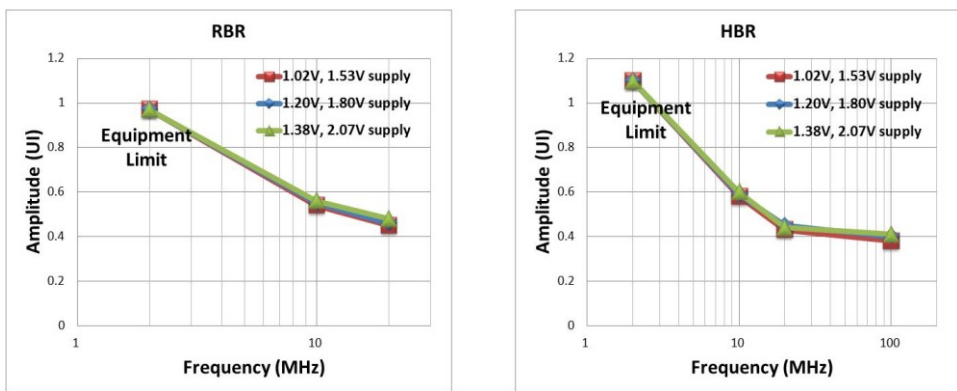 RBR
1.2
1
0.8
0.6
0.4
0.2
0
Amplitude (UI)
1.02V, 1.53V supply
1.20V, 1.80V supply
1.38V, 2.07V supply
Equipment
Limit
1
10
Frequency (MHz)
HBR
1.2
1
0.8
0.6
0.4
0.2
0
Amplitude (UI)
1.02V, 1.53V supply
1.20V, 1.80V supply
1.38V, 2.07V supply
Equipment
Limit
1
10
100
Frequency (MHz)